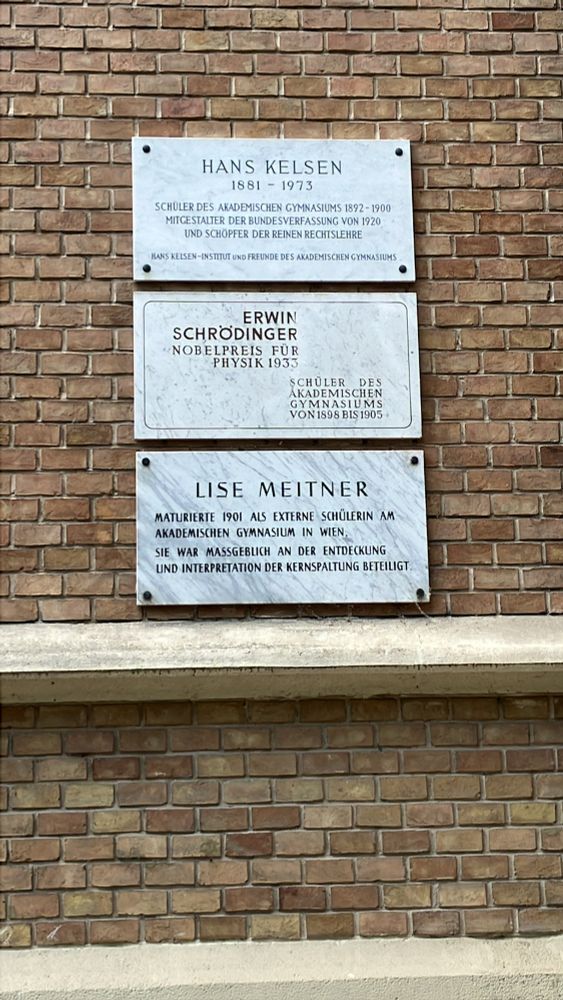 HANS KELSEN
1881 - 1973
SCHÜLER DES AKADEMISCHEN GYMNASIUMS 1892-1900
MITGESTALTER DER BUNDESVERFASSUNG VON 1920
UND SCHÖPFER DER REINEN RECHTSLEHRE
HANS KELSEN-INSTITUT UND FREUNDE DES AKADEMISCHEN GYMNASIUMS
ERWIN
SCHRÖDINGER
NOBELPREIS FÜR
PHYSIK 1933
SCHÜLER DES
AKADEMISCHEN
GYMNASIUMS
VON 1898 BIS 1905
LISE MEITNER
MATURIERTE 1901 ALS EXTERNE SCHÜLERIN AM
AKADEMISCHEN GYMNASIUM IN WIEN;
SIE WAR MASSGEBLICH AN DER ENTDECKUNG
UND INTERPRETATION DER KERNSPALTUNG BETEILIGT.